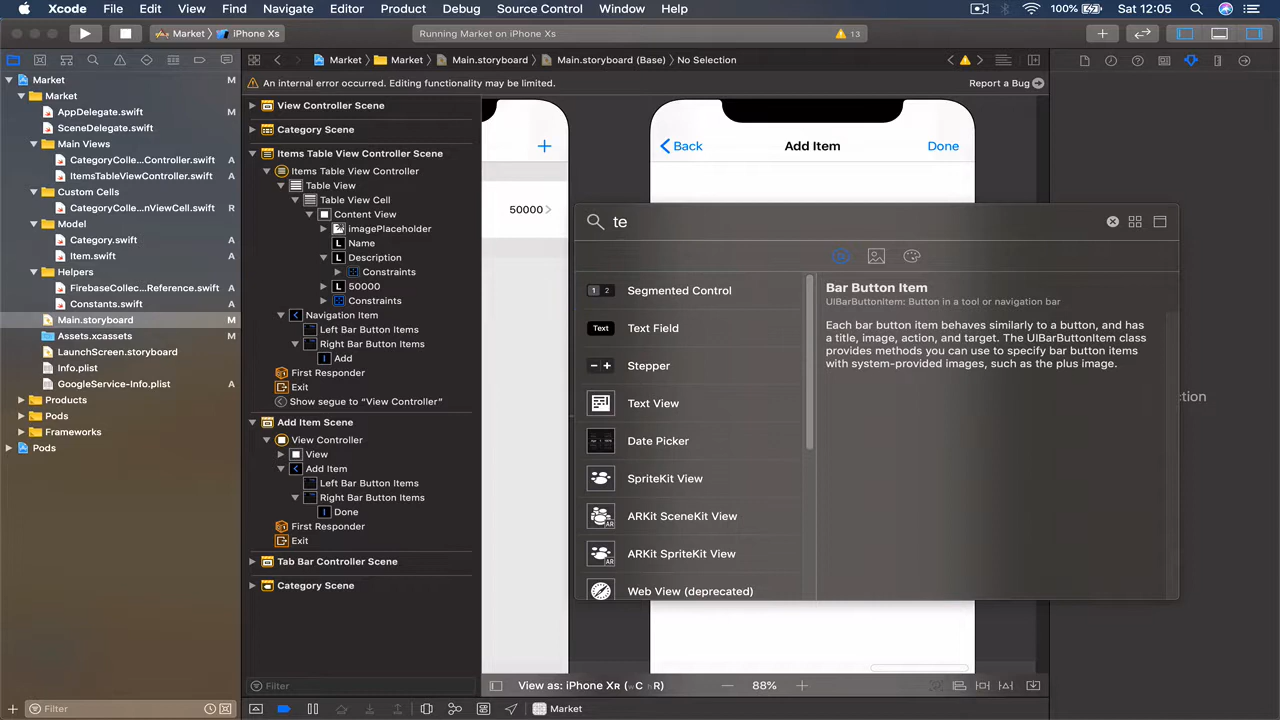 Xcode File Edit View Find Navigate Editor Product Debug Source Control Window Help 100% Sat 12:05
Market iPhone Xs Running Market on iPhone Xs 13
Market Market Main.storyboard Main.storyboard (Base) No Selection
An internal error occurred. Editing functionality may be limited. Report a Bug
Market M
Market
AppDelegate.swift M
SceneDelegate.swift
Main Views
CategoryColle...Controller.swift A
ItemsTableViewController.swift A
Custom Cells
CategoryColle...nViewCell.swift R
Model
Category.swift A
Item.swift A
Helpers
FirebaseCollec...Reference.swift A
Constants.swift A
Main.storyboard M
Assets.xcassets M
LaunchScreen.storyboard
Info.plist
GoogleService-Info.plist A
Products
Pods
Frameworks
Pods
Filter
View Controller Scene
Category Scene
Items Table View Controller Scene
Items Table View Controller
Table View
Table View Cell
Content View
imagePlaceholder
L Name
L Description
Constraints
L 50000
Constraints
Navigation Item
Left Bar Button Items
Right Bar Button Items
Add
First Responder
Exit
Show segue to “View Controller”
Add Item Scene
View Controller
View
Add Item
Left Bar Button Items
Right Bar Button Items
Done
First Responder
Exit
Tab Bar Controller Scene
Category Scene
Filter
50000
Back Add Item Done
te
1 2 Segmented Control
Text Text Field
Stepper
Text View
Date Picker
SpriteKit View
AR ARKit SceneKit View
AR ARKit SpriteKit View
Web View (deprecated)
Bar Button Item
UIBarButtonItem: Button in a tool or navigation bar
Each bar button item behaves similarly to a button, and has
a title, image, action, and target. The UIBarButtonItem class
provides methods you can use to specify bar button items
with system-provided images, such as the plus image.
ction
View as: iPhone XR (wC hR) 88%
Market